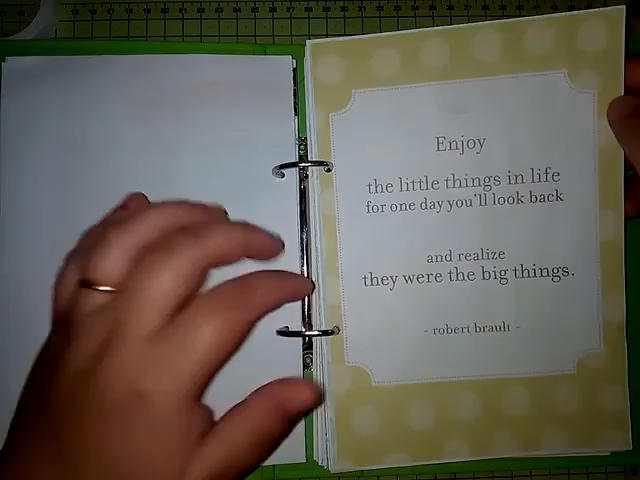 Enjoy
the little things in life
for one day you'll look back
and realize
they were the big things.
- robert brault -